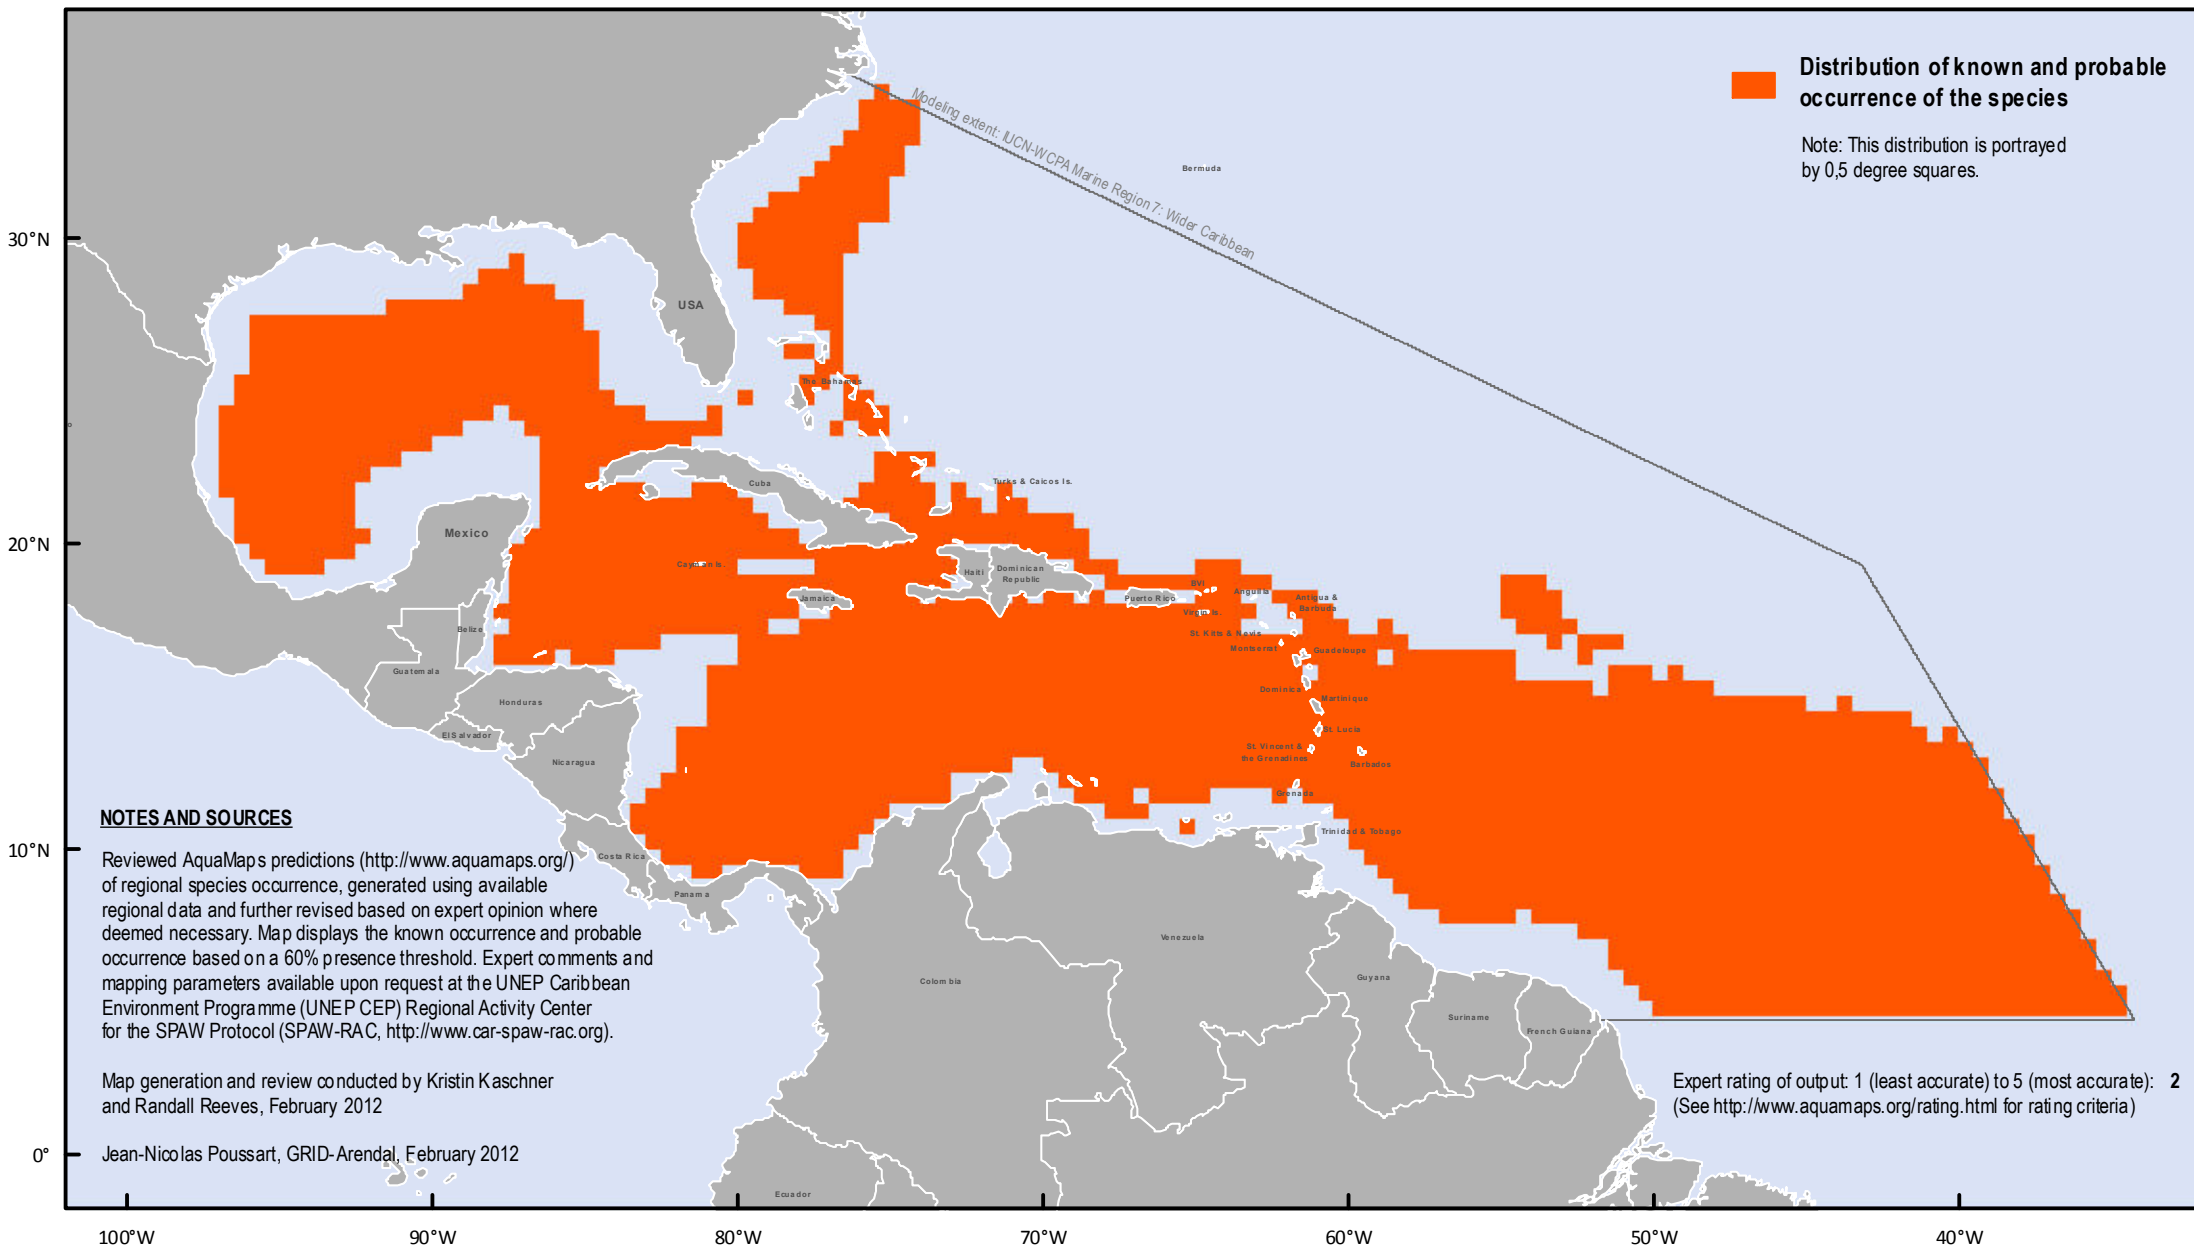 Distribution of known and probable
occurrence of the species
Note: This distribution is portrayed
by 0,5 degree squares.
Modeling extent: IUCN-WCPA Marine Region 7: Wider Caribbean
Bermuda
30°N
USA
The Bahamas
Turks & Caicos Is.
Cuba
Mexico
20°N
Cayman Is.
Haiti
Dominican
Republic
Jamaica
Puerto Rico
BVI
Virgin Is.
Anguilla
Antigua &
Barbuda
St. Kitts & Nevis
Montserrat
Guadeloupe
Belize
Guatemala
Dominica
Martinique
Honduras
El Salvador
St. Lucia
St. Vincent &
the Grenadines
Barbados
Nicaragua
Grenada
Trinidad & Tobago
10°N
Costa Rica
Panama
Venezuela
Colombia
Guyana
Suriname
French Guiana
Ecuador
NOTES AND SOURCES
Reviewed AquaMaps predictions (http://www.aquamaps.org/)
of regional species occurrence, generated using available
regional data and further revised based on expert opinion where
deemed necessary. Map displays the known occurrence and probable
occurrence based on a 60% presence threshold. Expert comments and
mapping parameters available upon request at the UNEP Caribbean
Environment Programme (UNEP CEP) Regional Activity Center
for the SPAW Protocol (SPAW-RAC, http://www.car-spaw-rac.org).
Map generation and review conducted by Kristin Kaschner
and Randall Reeves, February 2012
Jean-Nicolas Poussart, GRID-Arendal, February 2012
Expert rating of output: 1 (least accurate) to 5 (most accurate): 2
(See http://www.aquamaps.org/rating.html for rating criteria)
0°
100°W 90°W 80°W 70°W 60°W 50°W 40°W